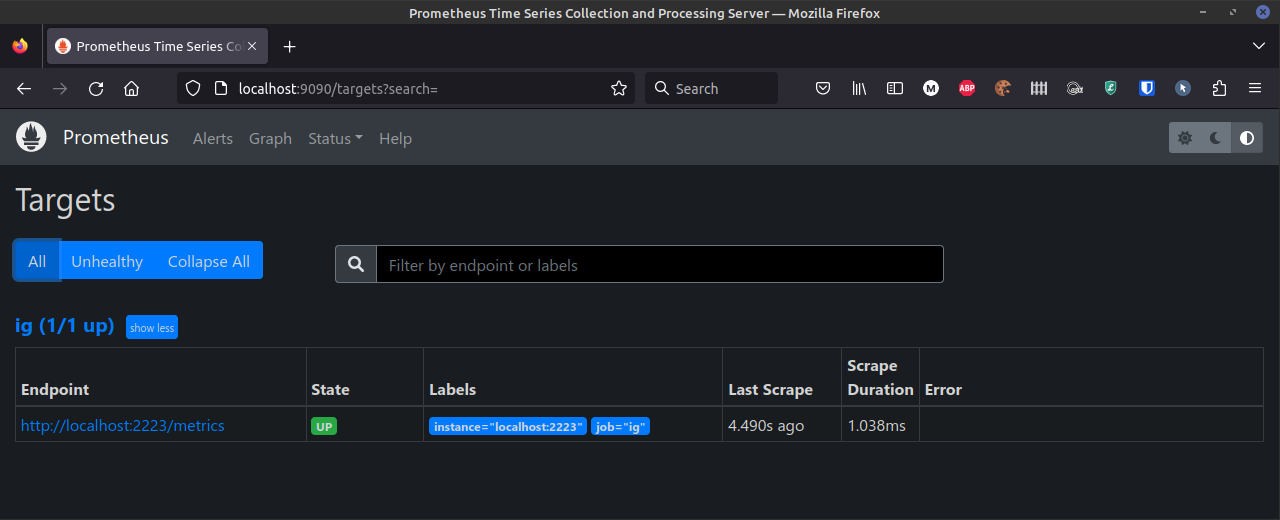 Prometheus Time Series Collection and Processing Server — Mozilla Firefox
Prometheus Time Series Co
localhost:9090/targets?search=
Search
M
ABP
Prometheus Alerts Graph Status Help
Targets
All Unhealthy Collapse All
Filter by endpoint or labels
ig (1/1 up) show less
Endpoint State Labels Last Scrape Scrape Duration Error
http://localhost:2223/metrics UP instance="localhost:2223" job="ig" 4.490s ago 1.038ms